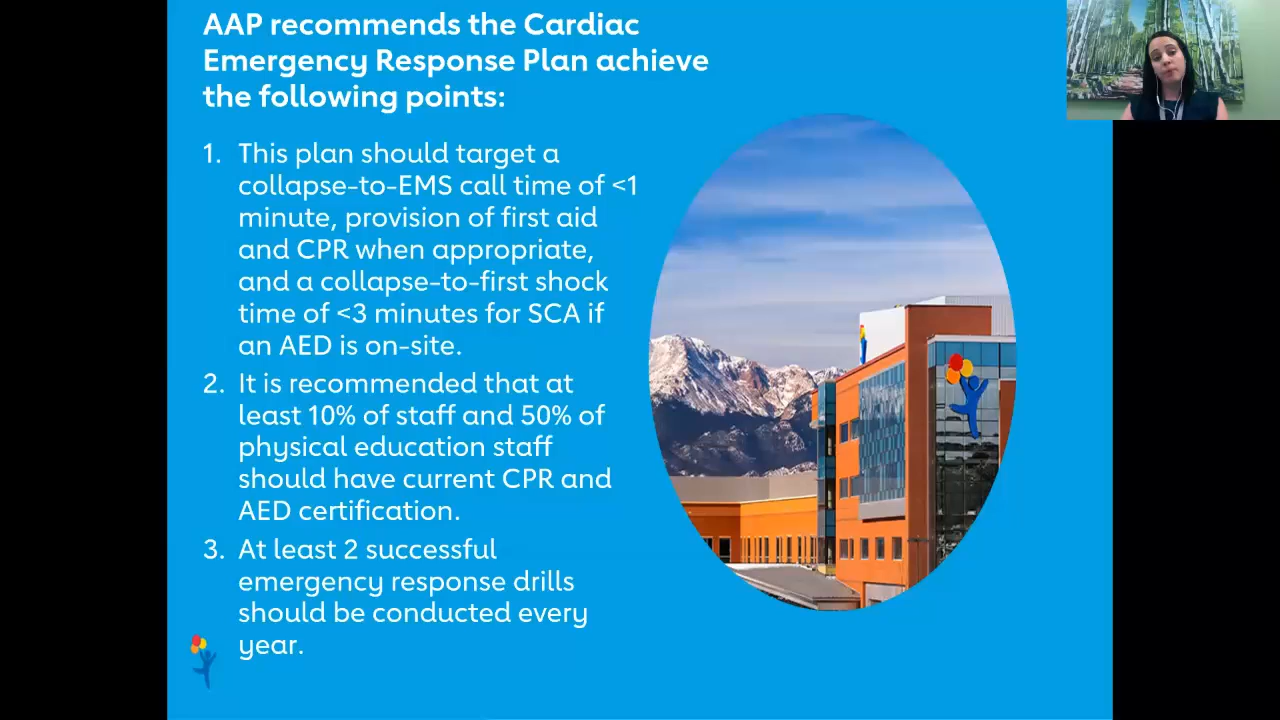 AAP recommends the Cardiac
Emergency Response Plan achieve
the following points:
1. This plan should target a
collapse-to-EMS call time of <1
minute, provision of first aid
and CPR when appropriate,
and a collapse-to-first shock
time of <3 minutes for SCA if
an AED is on-site.
2. It is recommended that at
least 10% of staff and 50% of
physical education staff
should have current CPR and
AED certification.
3. At least 2 successful
emergency response drills
should be conducted every
year.